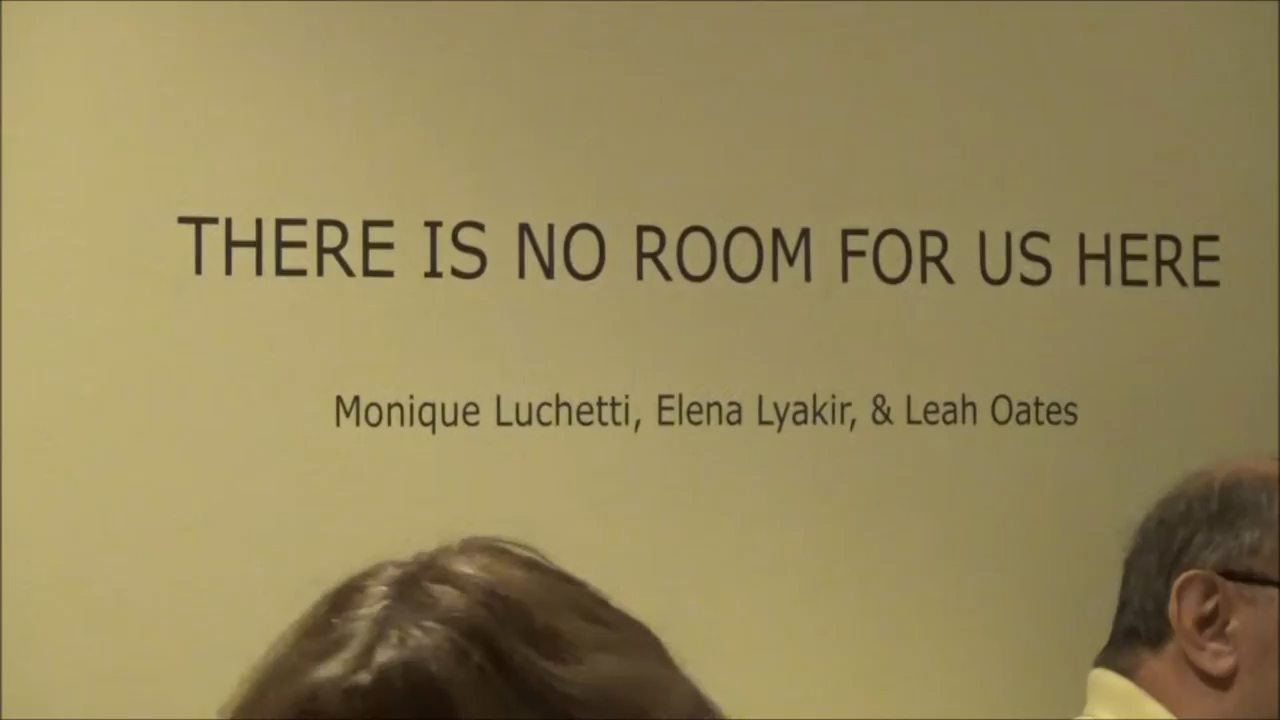 THERE IS NO ROOM FOR US HERE
Monique Luchetti, Elena Lyakir, & Leah Oates